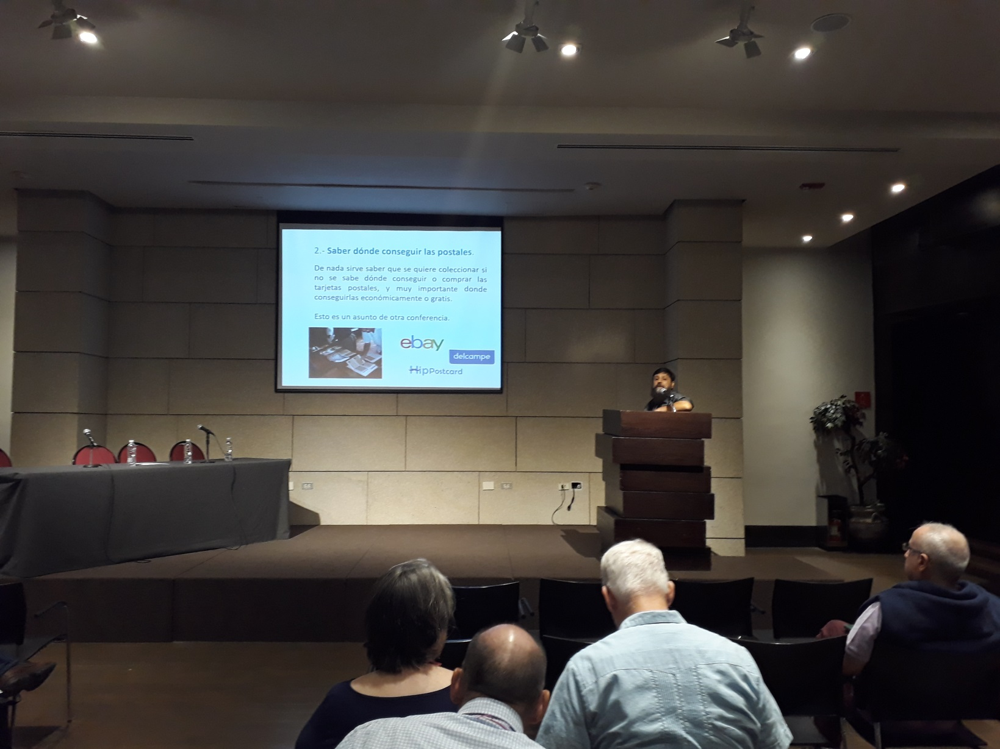 2.- Saber dónde conseguir las postales.
De nada sirve saber que se quiere coleccionar si
no se sabe dónde conseguir o comprar las
tarjetas postales, y muy importante donde
conseguirlas económicamente o gratis.
Esto es un asunto de otra conferencia.
ebay
delcampe
HipPostcard